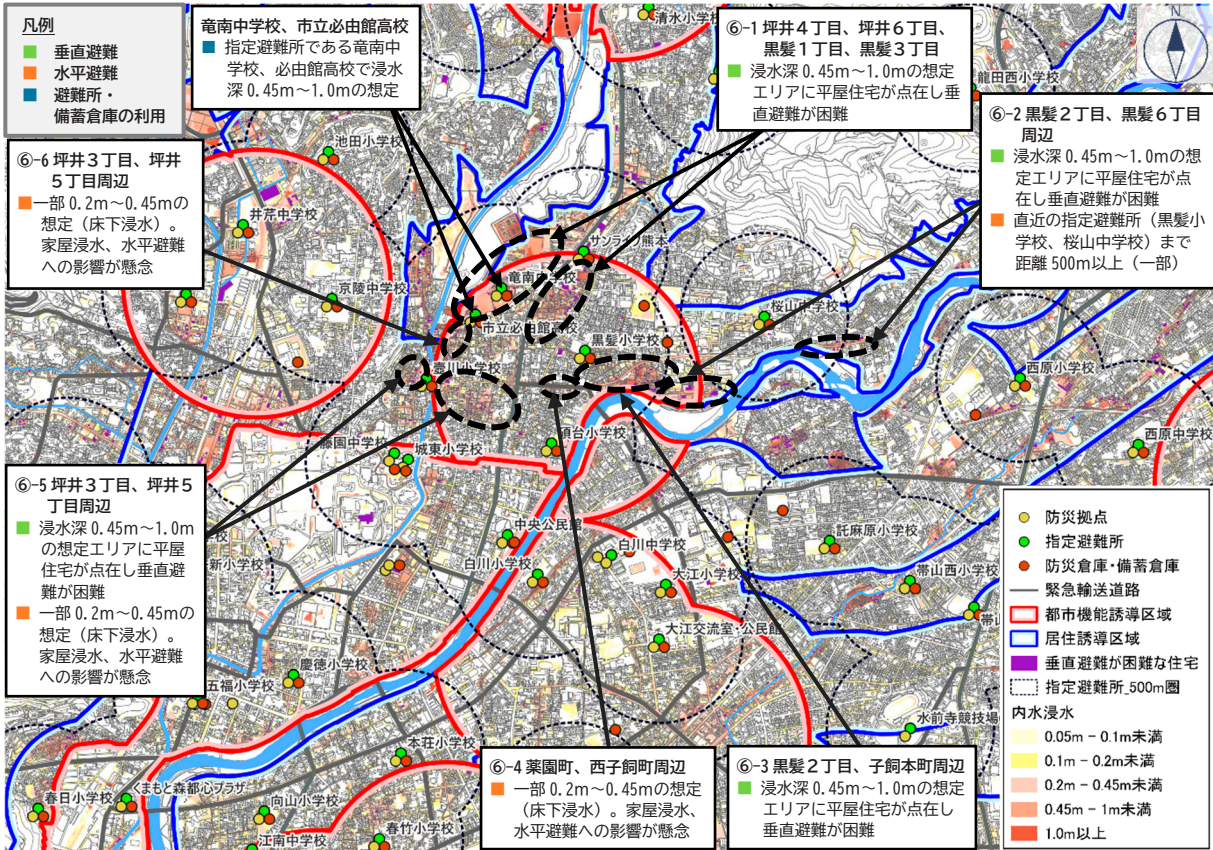 凡例
垂直避難
水平避難
避難所・
備蓄倉庫の利用
竜南中学校、市立必由館高校
指定避難所である竜南中
学校、必由館高校で浸水
深0.45m～1.0mの想定
⑥-1 坪井4丁目、坪井6丁目、
黒髪1丁目、黒髪3丁目
浸水深0.45m～1.0mの想定
エリアに平屋住宅が点在し垂
直避難が困難
⑥-2 黒髪2丁目、黒髪6丁目
周辺
浸水深0.45m～1.0mの想
定エリアに平屋住宅が点
在し垂直避難が困難
直近の指定避難所（黒髪小
学校、桜山中学校）まで
距離500m以上（一部）
⑥-6 坪井3丁目、坪井
5丁目周辺
一部0.2m～0.45mの
想定（床下浸水）。
家屋浸水、水平避難
への影響が懸念
⑥-5 坪井3丁目、坪井5
丁目周辺
浸水深0.45m～1.0m
の想定エリアに平屋
住宅が点在し垂直避
難が困難
一部0.2m～0.45mの
想定（床下浸水）。
家屋浸水、水平避難
への影響が懸念
⑥-4 薬園町、西子飼町周辺
一部0.2m～0.45mの想定
（床下浸水）。家屋浸水、
水平避難への影響が懸念
⑥-3 黒髪2丁目、子飼本町周辺
浸水深0.45m～1.0mの想定
エリアに平屋住宅が点在し
垂直避難が困難
清水小学校
龍田西小学校
池田小学校
井芹中学校
サンライフ熊本
竜南中学校
京陵中学校
市立必由館高校
桜山中学校
黒髪小学校
壺川小学校
西原小学校
藤園中学校
城東小学校
碩台小学校
西原中学校
中央公民館
白川中学校
託麻原小学校
白川小学校
大江小学校
帯山西小学校
帯山
新小学校
大江交流室・公民館
慶徳小学校
五福小学校
水前寺競技場
本荘小学校
春日小学校
くまもと森都心プラザ
向山小学校
春竹小学校
江南中学校
防災拠点
指定避難所
防災倉庫・備蓄倉庫
緊急輸送道路
都市機能誘導区域
居住誘導区域
垂直避難が困難な住宅
指定避難所_500m圏
内水浸水
0.05m - 0.1m未満
0.1m - 0.2m未満
0.2m - 0.45m未満
0.45m - 1m未満
1.0m以上